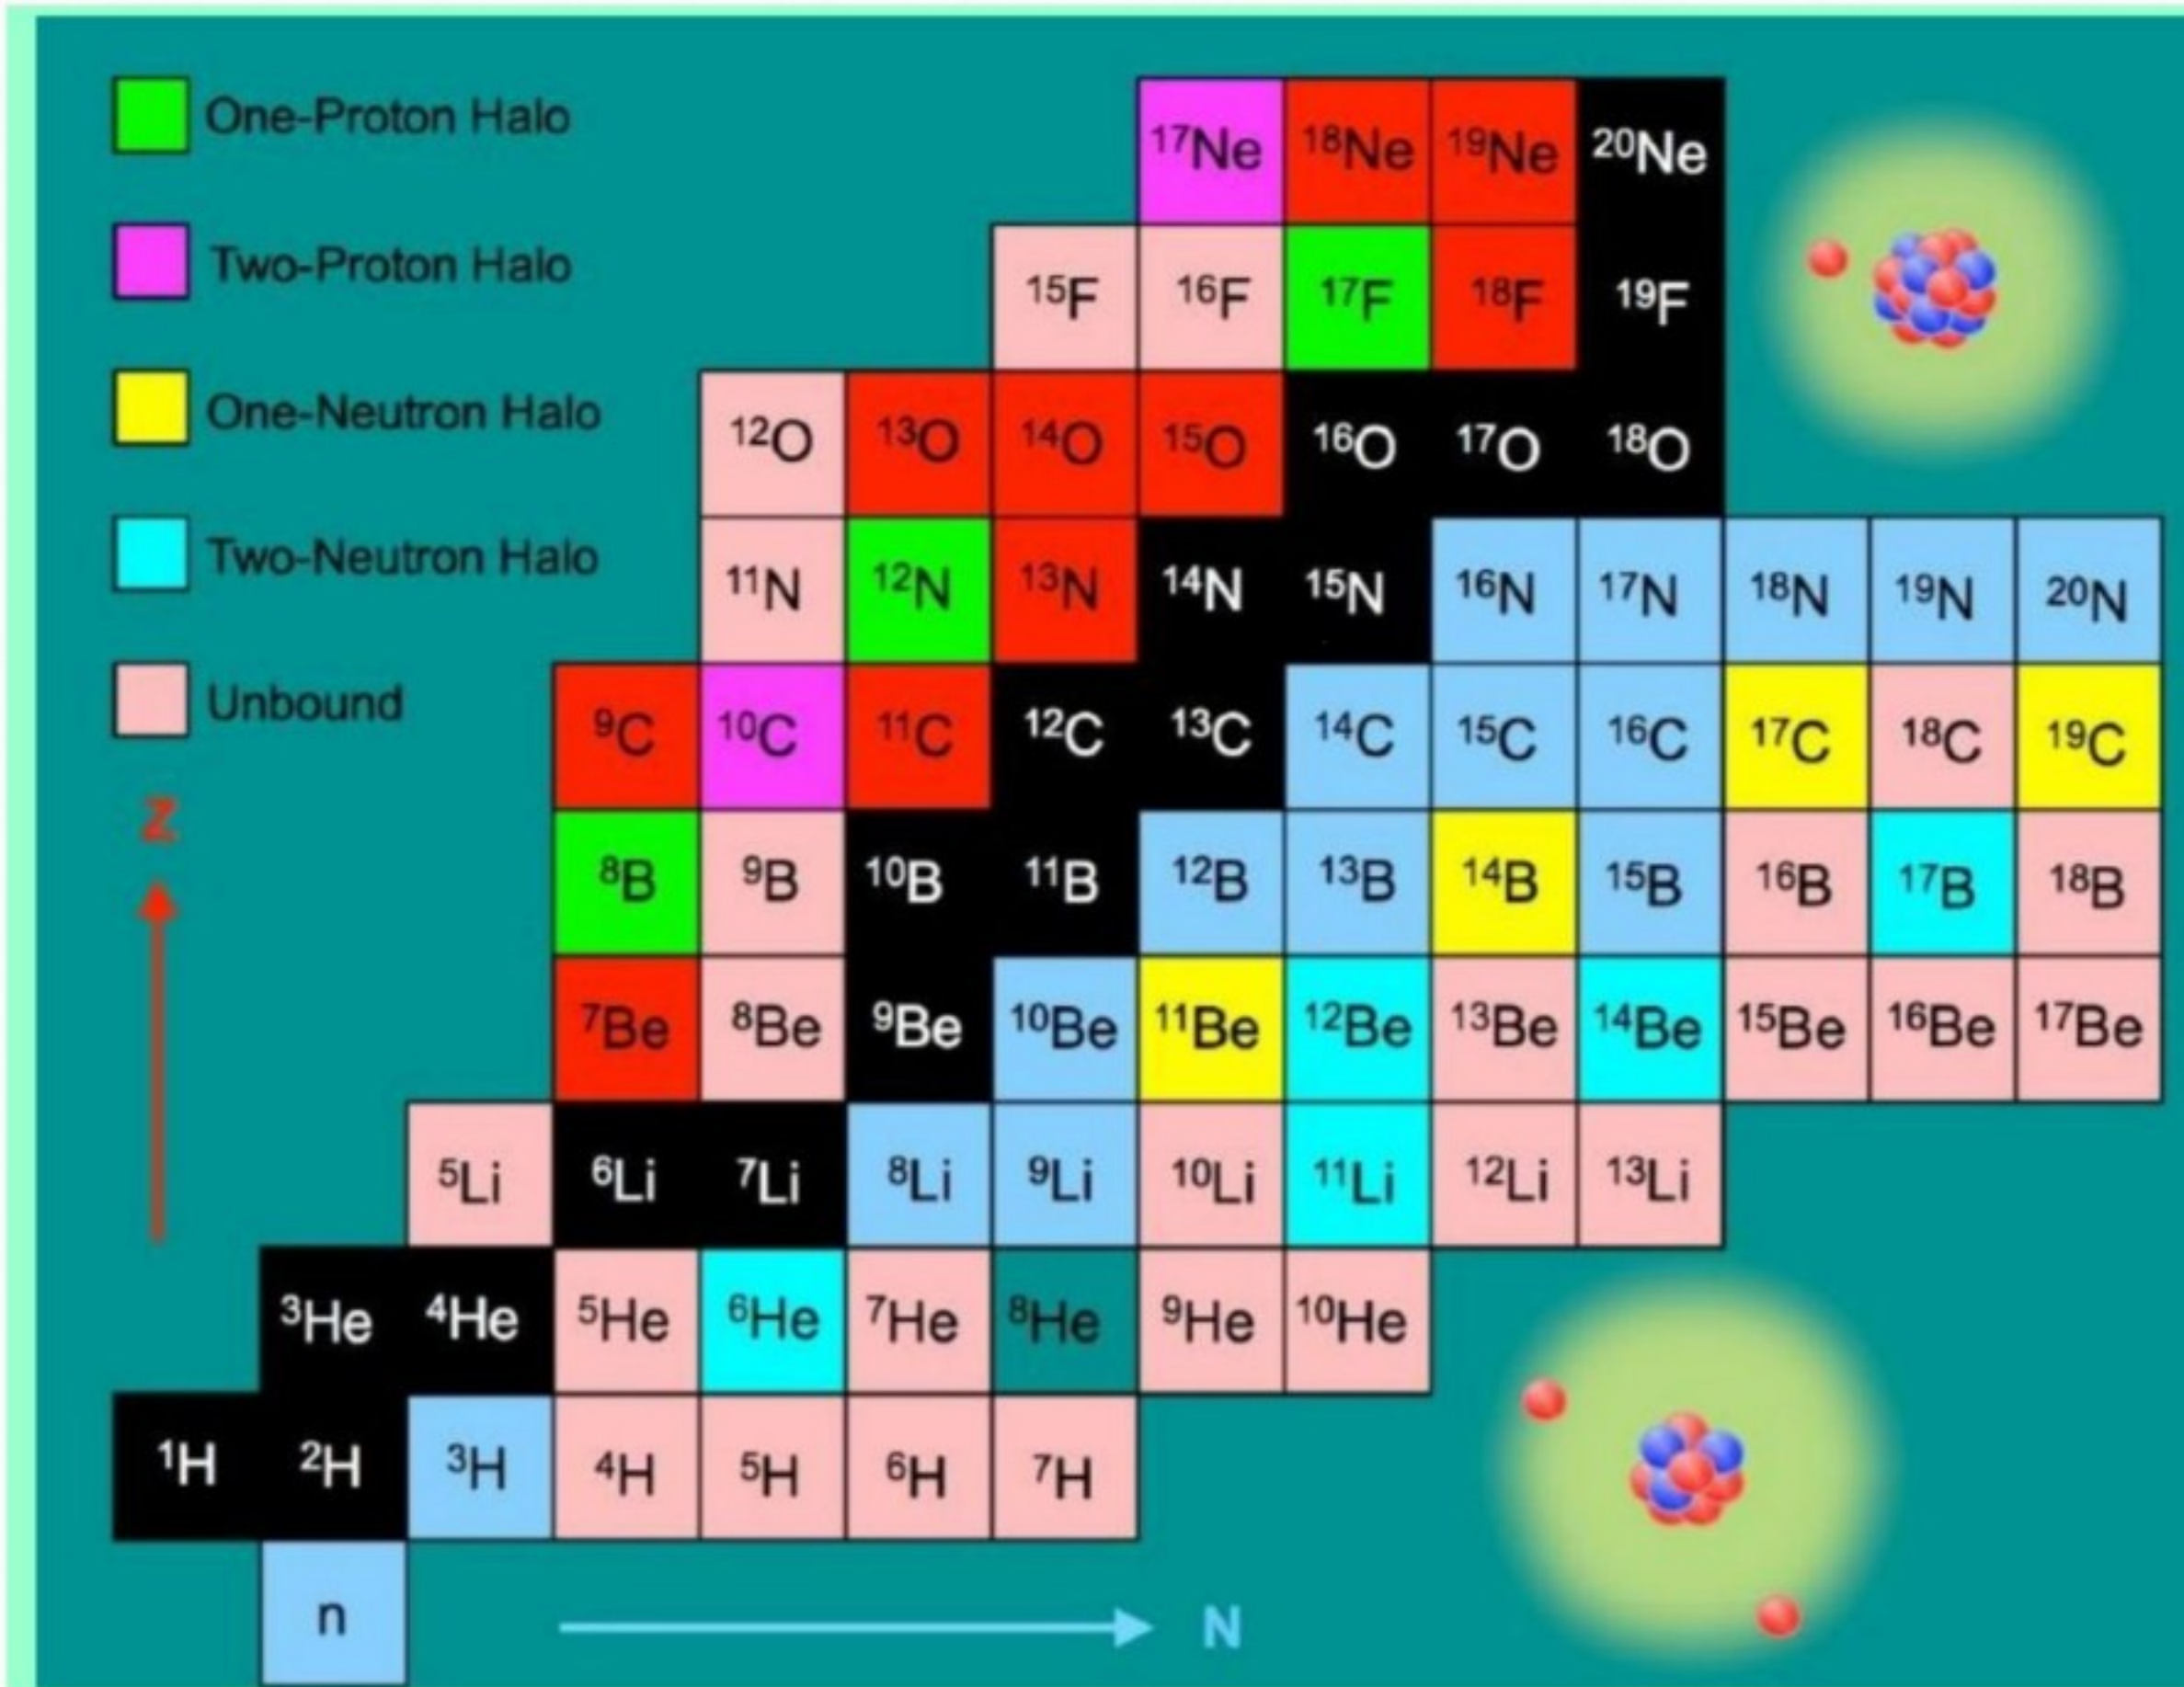 One-Proton Halo
Two-Proton Halo
One-Neutron Halo
Two-Neutron Halo
Unbound
Z
¹⁷Ne ¹⁸Ne ¹⁹Ne ²⁰Ne
¹⁵F ¹⁶F ¹⁷F ¹⁸F ¹⁹F
¹²O ¹³O ¹⁴O ¹⁵O ¹⁶O ¹⁷O ¹⁸O
¹¹N ¹²N ¹³N ¹⁴N ¹⁵N ¹⁶N ¹⁷N ¹⁸N ¹⁹N ²⁰N
⁹C ¹⁰C ¹¹C ¹²C ¹³C ¹⁴C ¹⁵C ¹⁶C ¹⁷C ¹⁸C ¹⁹C
⁸B ⁹B ¹⁰B ¹¹B ¹²B ¹³B ¹⁴B ¹⁵B ¹⁶B ¹⁷B ¹⁸B
⁷Be ⁸Be ⁹Be ¹⁰Be ¹¹Be ¹²Be ¹³Be ¹⁴Be ¹⁵Be ¹⁶Be ¹⁷Be
⁵Li ⁶Li ⁷Li ⁸Li ⁹Li ¹⁰Li ¹¹Li ¹²Li ¹³Li
³He ⁴He ⁵He ⁶He ⁷He ⁸He ⁹He ¹⁰He
¹H ²H ³H ⁴H ⁵H ⁶H ⁷H
n
N